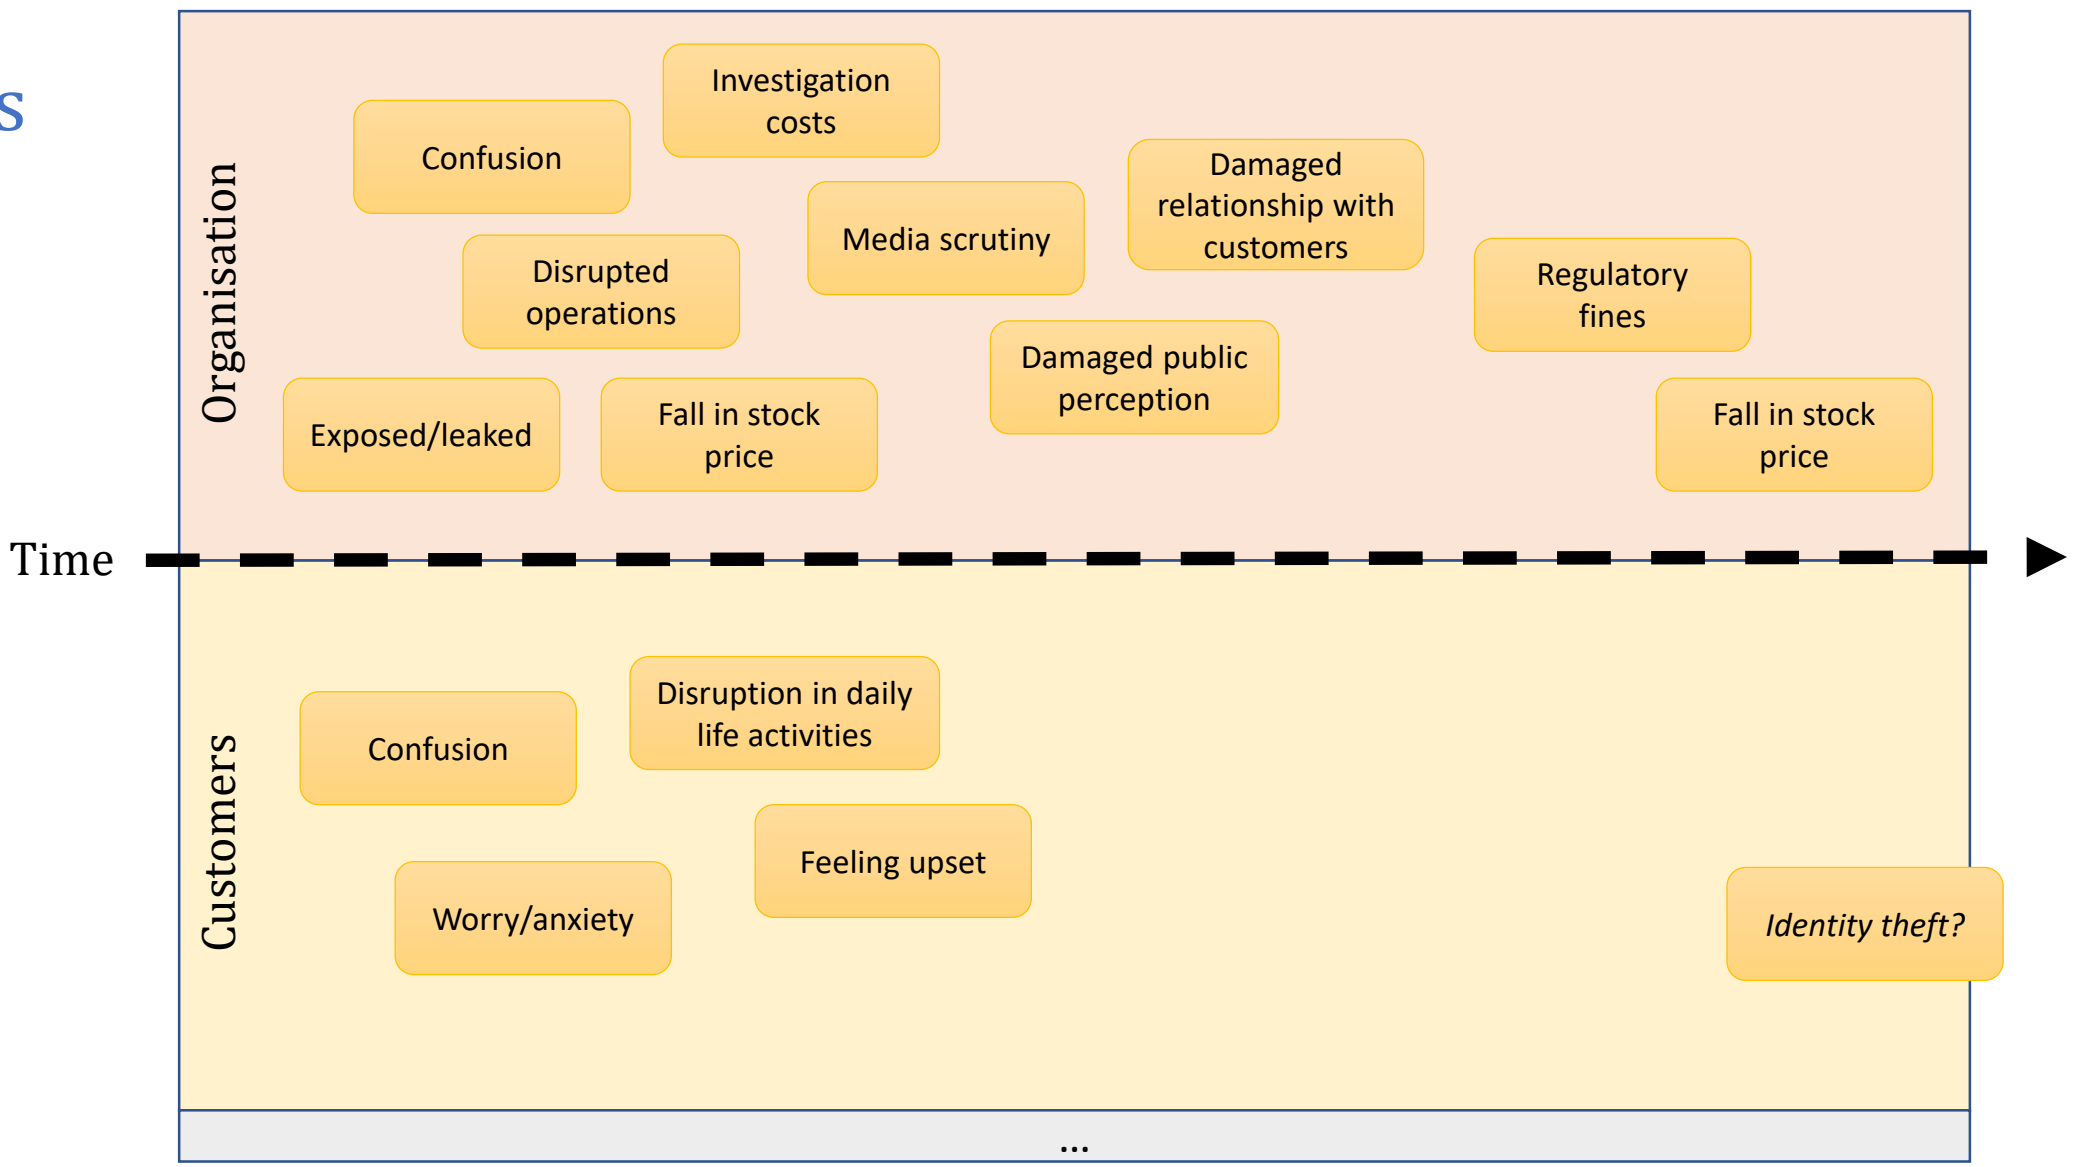 s
Investigation
costs
Confusion
Damaged
relationship with
customers
Media scrutiny
Disrupted
operations
Regulatory
fines
Damaged public
perception
Exposed/leaked
Fall in stock
price
Fall in stock
price
Organisation
Time
Disruption in daily
life activities
Confusion
Feeling upset
Worry/anxiety
Identity theft?
Customers
...